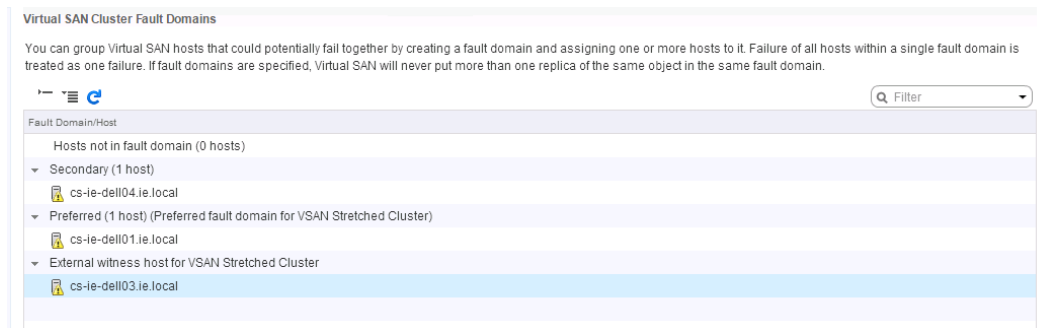 Virtual SAN Cluster Fault Domains
You can group Virtual SAN hosts that could potentially fail together by creating a fault domain and assigning one or more hosts to it. Failure of all hosts within a single fault domain is
treated as one failure. If fault domains are specified, Virtual SAN will never put more than one replica of the same object in the same fault domain.
Filter
Fault Domain/Host
Hosts not in fault domain (0 hosts)
Secondary (1 host)
cs-ie-dell04.ie.local
Preferred (1 host) (Preferred fault domain for VSAN Stretched Cluster)
cs-ie-dell01.ie.local
External witness host for VSAN Stretched Cluster
cs-ie-dell03.ie.local